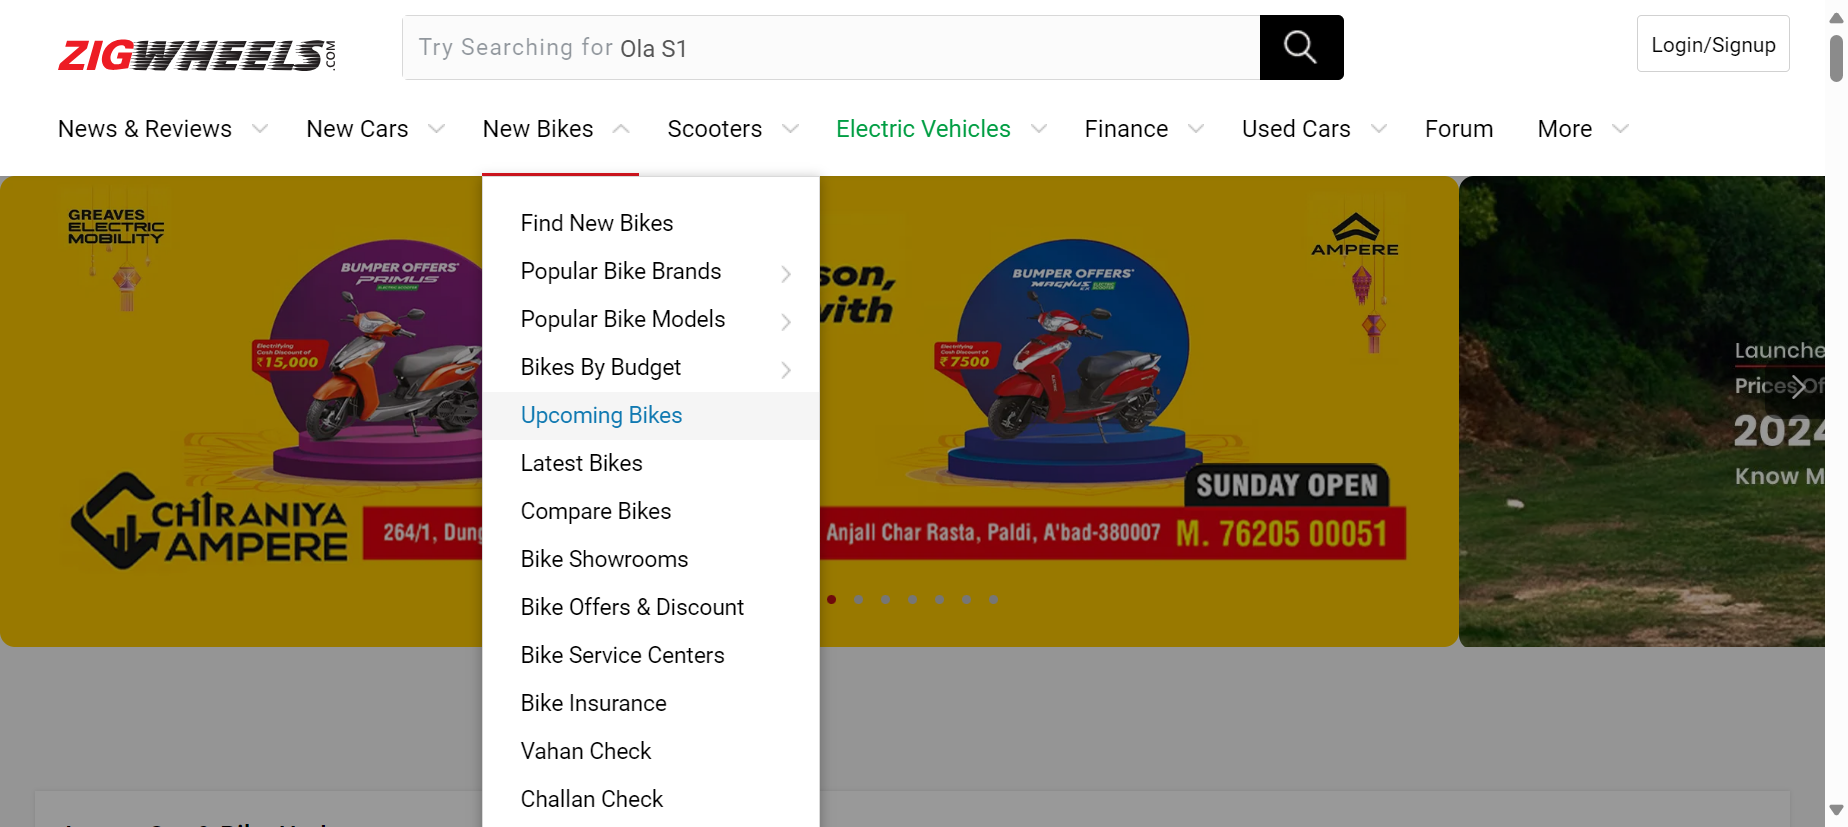 ZIGWHEELS.COM
Try Searching for Ola S1
Login/Signup
News & Reviews
New Cars
New Bikes
Scooters
Electric Vehicles
Finance
Used Cars
Forum
More
Find New Bikes
Popular Bike Brands
Popular Bike Models
Bikes By Budget
Upcoming Bikes
Latest Bikes
Compare Bikes
Bike Showrooms
Bike Offers & Discount
Bike Service Centers
Bike Insurance
Vahan Check
Challan Check
GREAVES
ELECTRIC
MOBILITY
BUMPER OFFERS*
PRIMUS
ELECTRIC SCOOTER
Electrifying
Cash Discount of
₹15,000
CHIRANIYA
AMPERE
264/1, Dung
son,
with
BUMPER OFFERS*
MAGNUS EX
Electrifying
Cash Discount of
₹7500
AMPERE
SUNDAY OPEN
Anjali Char Rasta, Paldi, A'bad-380007
M. 76205 00051
Launche
Prices Of
2024
Know M